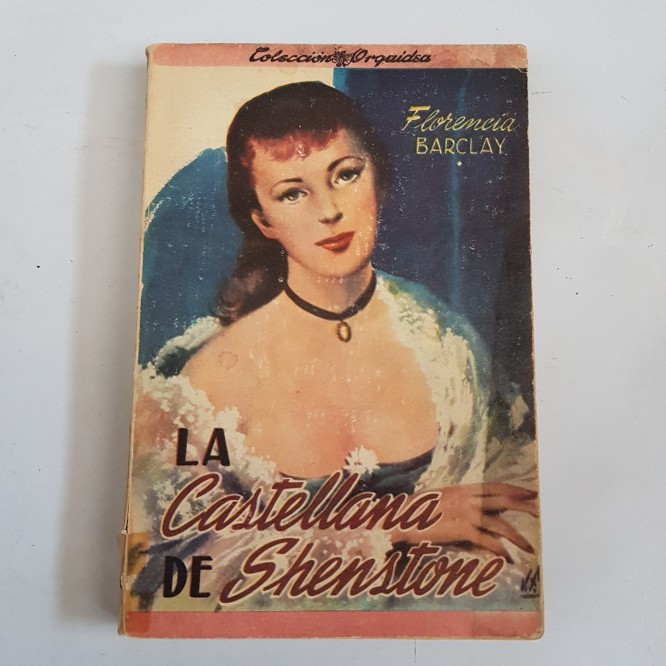 Colección Orquídea
Florencia
BARCLAY
LA
Castellana
DE Shenstone